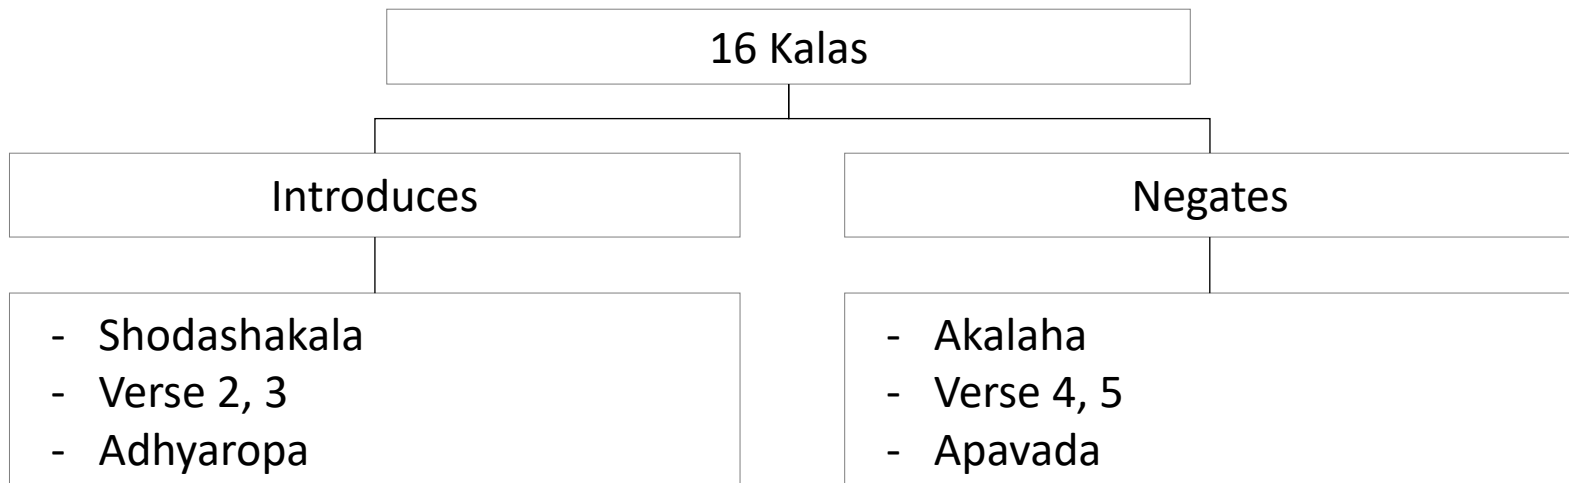 16 Kalas
Introduces
Negates
- Shodashakala
- Verse 2, 3
- Adhyaropa
- Akalaha
- Verse 4, 5
- Apavada